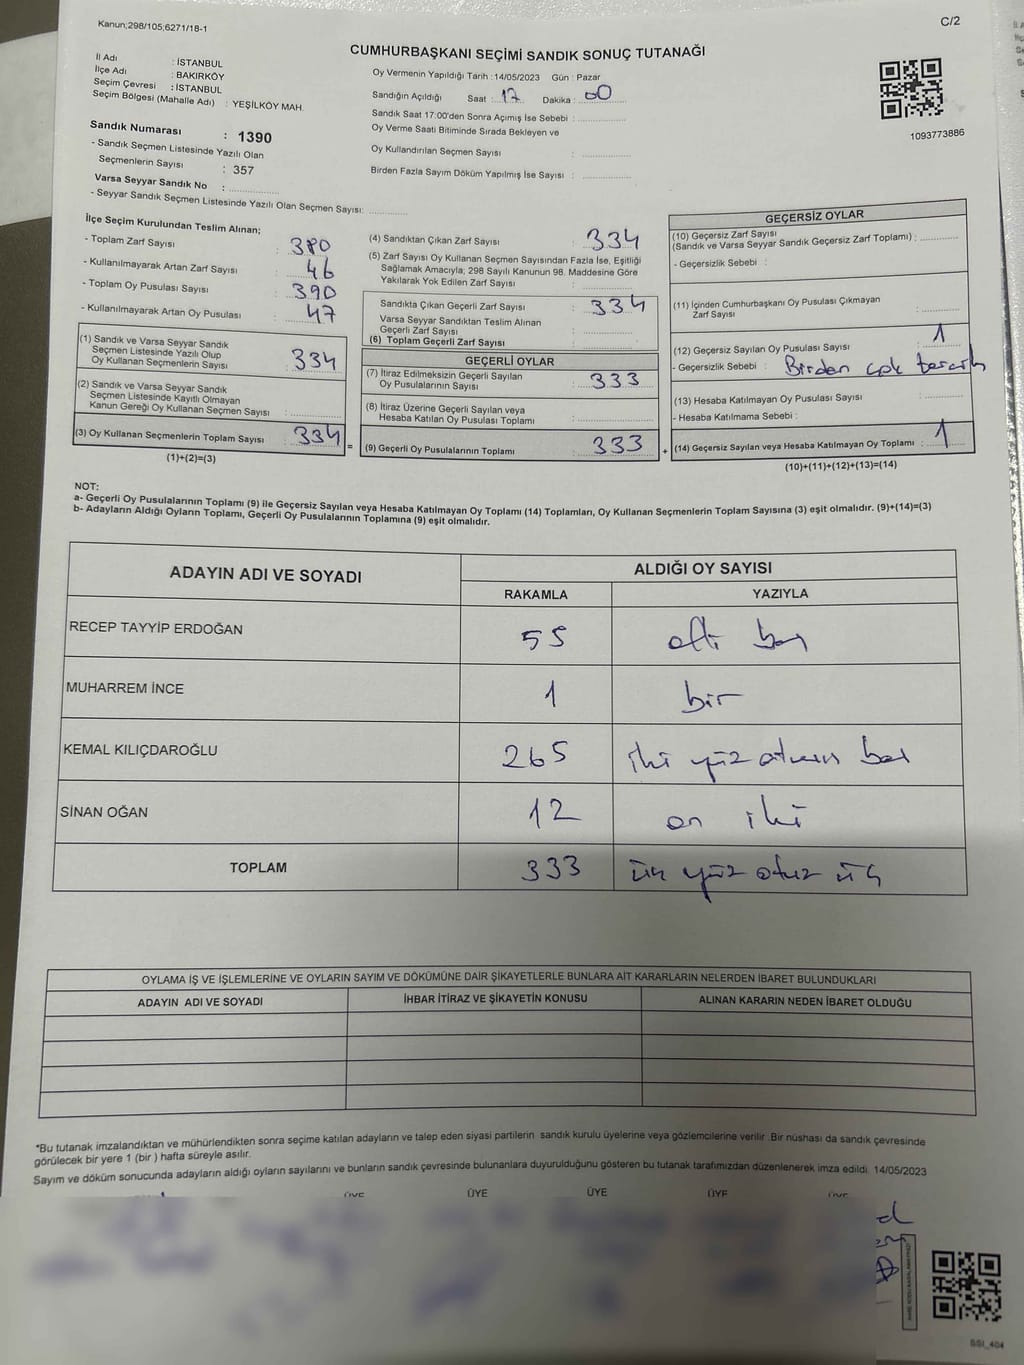 Kanun;298/105;6271/18-1
C/2
CUMHURBAŞKANI SEÇİMİ SANDIK SONUÇ TUTANAĞI
İl Adı : İSTANBUL
İlçe Adı : BAKIRKÖY
Seçim Çevresi : İSTANBUL
Seçim Bölgesi (Mahalle Adı) : YEŞİLKÖY MAH.
Sandık Numarası : 1390
- Sandık Seçmen Listesinde Yazılı Olan
Seçmenlerin Sayısı : 357
Varsa Seyyar Sandık No :
- Seyyar Sandık Seçmen Listesinde Yazılı Olan Seçmen Sayısı:
Oy Vermenin Yapıldığı Tarih :14/05/2023 Gün : Pazar
Sandığın Açıldığı Saat : 17 Dakika : 00
Sandık Saat 17:00'den Sonra Açımış İse Sebebi :
Oy Verme Saati Bitiminde Sırada Bekleyen ve
Oy Kullandırılan Seçmen Sayısı :
Birden Fazla Sayım Döküm Yapılmış İse Sayısı :
1093773886
İlçe Seçim Kurulundan Teslim Alınan;
- Toplam Zarf Sayısı : 380
- Kullanılmayarak Artan Zarf Sayısı : 46
- Toplam Oy Pusulası Sayısı : 390
- Kullanılmayarak Artan Oy Pusulası : 47
(1) Sandık ve Varsa Seyyar Sandık
Seçmen Listesinde Yazılı Olup
Oy Kullanan Seçmenlerin Sayısı : 334
(2) Sandık ve Varsa Seyyar Sandık
Seçmen Listesinde Kayıtlı Olmayan
Kanun Gereği Oy Kullanan Seçmen Sayısı :
(3) Oy Kullanan Seçmenlerin Toplam Sayısı : 334
(1)+(2)=(3)
(4) Sandıktan Çıkan Zarf Sayısı : 334
(5) Zarf Sayısı Oy Kullanan Seçmen Sayısından Fazla İse, Eşitliği
Sağlamak Amacıyla; 298 Sayılı Kanunun 98. Maddesine Göre
Yakılarak Yok Edilen Zarf Sayısı :
Sandıkta Çıkan Geçerli Zarf Sayısı : 334
Varsa Seyyar Sandıktan Teslim Alınan
Geçerli Zarf Sayısı :
(6) Toplam Geçerli Zarf Sayısı :
GEÇERLİ OYLAR
(7) İtiraz Edilmeksizin Geçerli Sayılan
Oy Pusulalarının Sayısı : 333
(8) İtiraz Üzerine Geçerli Sayılan veya
Hesaba Katılan Oy Pusulası Toplamı :
= (9) Geçerli Oy Pusulalarının Toplamı : 333 +
GEÇERSİZ OYLAR
(10) Geçersiz Zarf Sayısı
(Sandık ve Varsa Seyyar Sandık Geçersiz Zarf Toplamı) :
- Geçersizlik Sebebi :
(11) İçinden Cumhurbaşkanı Oy Pusulası Çıkmayan
Zarf Sayısı :
(12) Geçersiz Sayılan Oy Pusulası Sayısı : 1
- Geçersizlik Sebebi : Birden çok tercih
(13) Hesaba Katılmayan Oy Pusulası Sayısı :
- Hesaba Katılmama Sebebi :
(14) Geçersiz Sayılan veya Hesaba Katılmayan Oy Toplamı : 1
(10)+(11)+(12)+(13)=(14)
NOT:
a- Geçerli Oy Pusulalarının Toplamı (9) ile Geçersiz Sayılan veya Hesaba Katılmayan Oy Toplamı (14) Toplamları, Oy Kullanan Seçmenlerin Toplam Sayısına (3) eşit olmalıdır. (9)+(14)=(3)
b- Adayların Aldığı Oyların Toplamı, Geçerli Oy Pusulalarının Toplamına (9) eşit olmalıdır.
ADAYIN ADI VE SOYADI ALDIĞI OY SAYISI
RAKAMLA YAZIYLA
RECEP TAYYİP ERDOĞAN 55 elli beş
MUHARREM İNCE 1 bir
KEMAL KILIÇDAROĞLU 265 iki yüz atmış beş
SİNAN OĞAN 12 on iki
TOPLAM 333 üç yüz otuz üç
OYLAMA İŞ VE İŞLEMLERİNE VE OYLARIN SAYIM VE DÖKÜMÜNE DAİR ŞİKAYETLERLE BUNLARA AİT KARARLARIN NELERDEN İBARET BULUNDUKLARI
ADAYIN ADI VE SOYADI İHBAR İTİRAZ VE ŞİKAYETİN KONUSU ALINAN KARARIN NEDEN İBARET OLDUĞU
*Bu tutanak imzalandıktan ve mühürlendikten sonra seçime katılan adayların ve talep eden siyasi partilerin sandık kurulu üyelerine veya gözlemcilerine verilir .Bir nüshası da sandık çevresinde
görülecek bir yere 1 (bir ) hafta süreyle asılır.
Sayım ve döküm sonucunda adayların aldığı oyların sayılarını ve bunların sandık çevresinde bulunanlara duyurulduğunu gösteren bu tutanak tarafımızdan düzenlenerek imza edildi. 14/05/2023
ÜYE ÜYE ÜYE ÜYE ÜYE